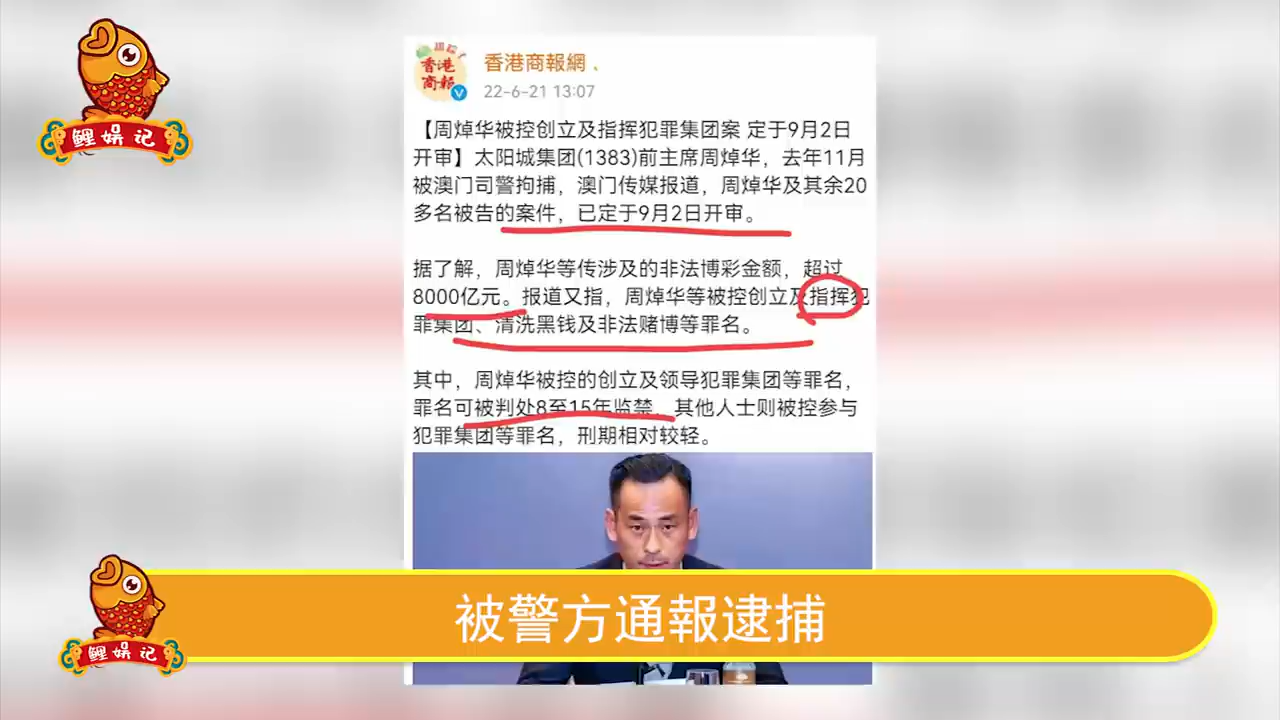 鲤娱记
香港商報
香港商報網
22-6-21 13:07
【周焯华被控创立及指挥犯罪集团案 定于9月2日
开审】太阳城集团(1383)前主席周焯华，去年11月
被澳门司警拘捕，澳门传媒报道，周焯华及其余20
多名被告的案件，已定于9月2日开审。
据了解，周焯华等传涉及的非法博彩金额，超过
8000亿元。报道又指，周焯华等被控创立及指挥犯
罪集团、清洗黑钱及非法赌博等罪名。
其中，周焯华被控的创立及领导犯罪集团等罪名，
罪名可被判处8至15年监禁，其他人士则被控参与
犯罪集团等罪名，刑期相对较轻。
被警方通報逮捕
鲤娱记